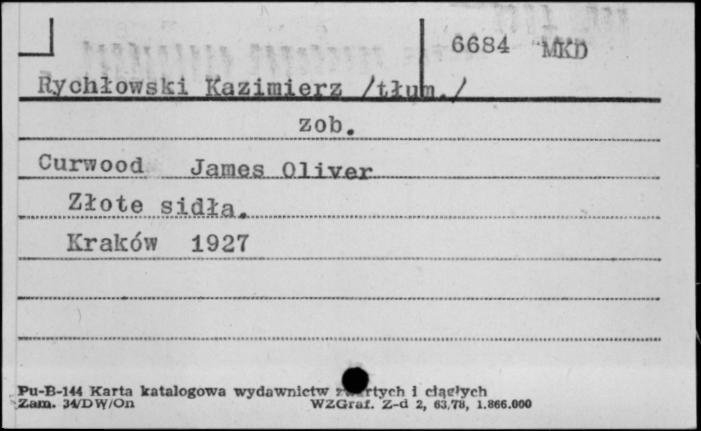 6684 MKD
Rychłowski Kazimierz /tłum./
zob.
Curwood James Oliver
Złote sidła.
Kraków 1927
Pu-B-144 Karta katalogowa wydawnictw zwartych i ciągłych
Zam. 34/DW/On WZGraf. Z-d 2, 63,78, 1.866.000